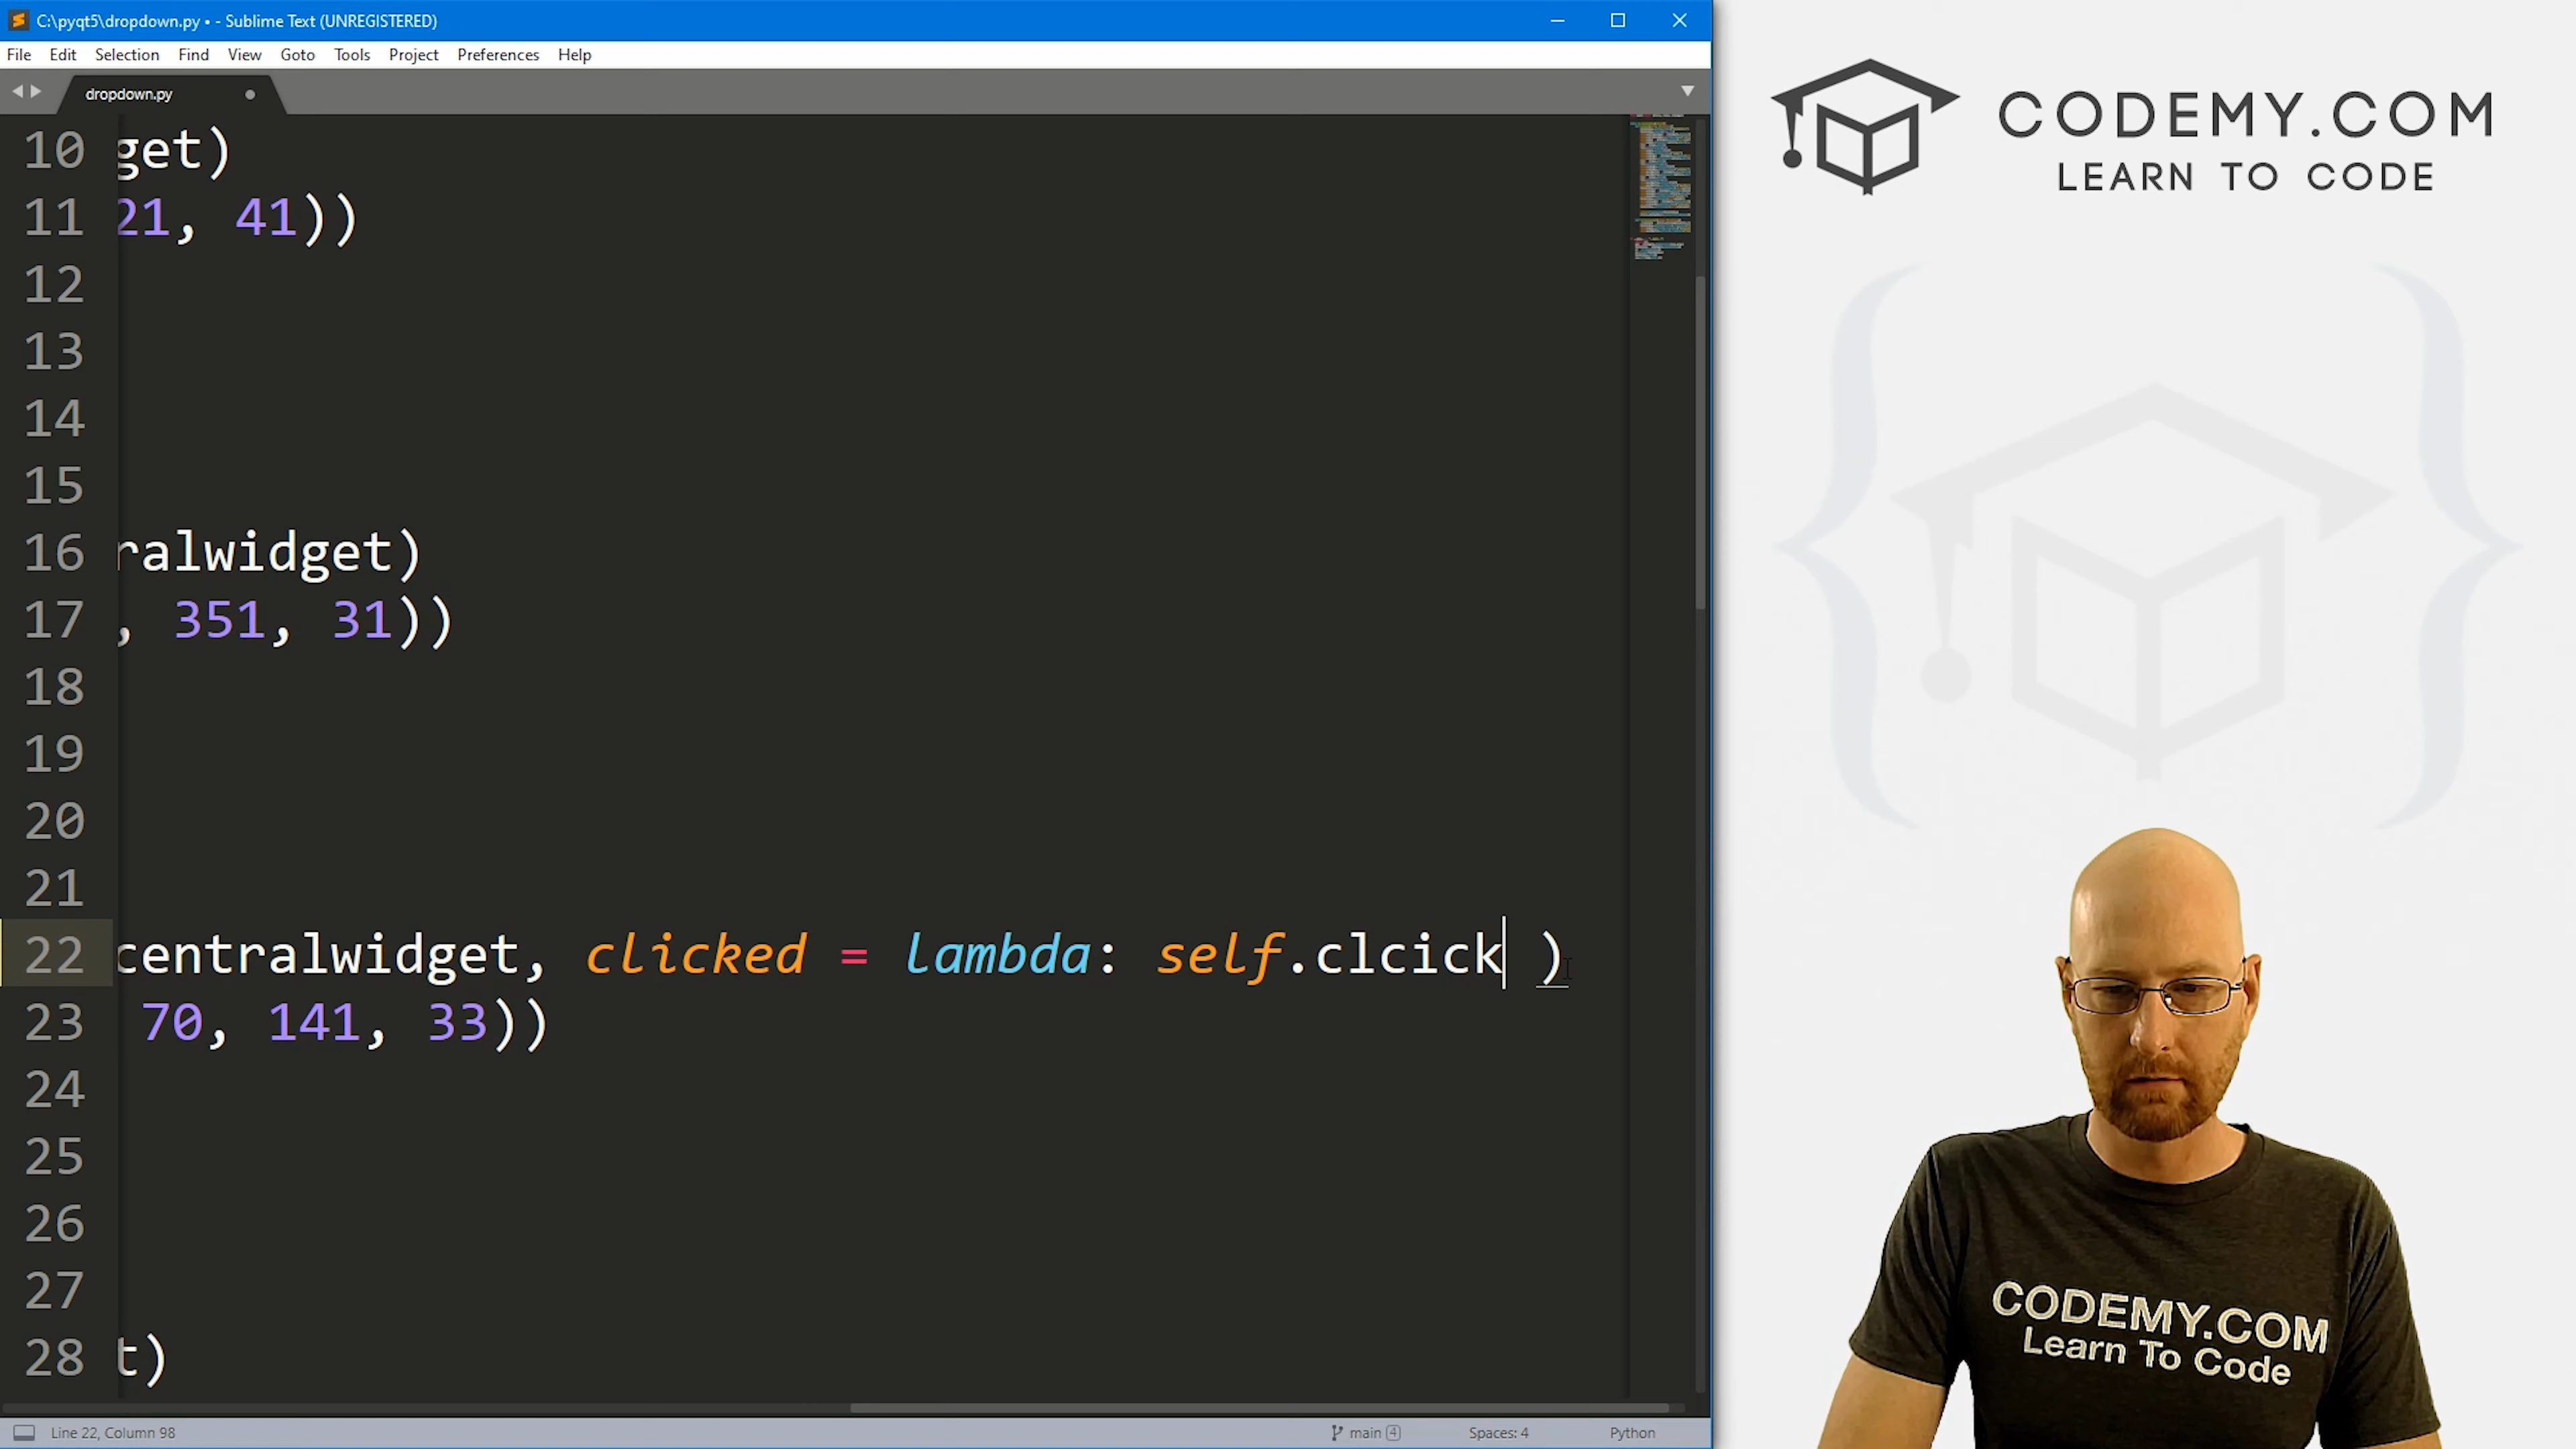 C:\pyqt5\dropdown.py • - Sublime Text (UNREGISTERED)
File Edit Selection Find View Goto Tools Project Preferences Help
dropdown.py
10 get)
11 21, 41))
12
13
14
15
16 ralwidget)
17 , 351, 31))
18
19
20
21
22 centralwidget, clicked = lambda: self.clcick )
23 70, 141, 33))
24
25
26
27
28 t)
Line 22, Column 98 main 4 Spaces: 4 Python
CODEMY.COM
LEARN TO CODE
CODEMY.COM
Learn To Code